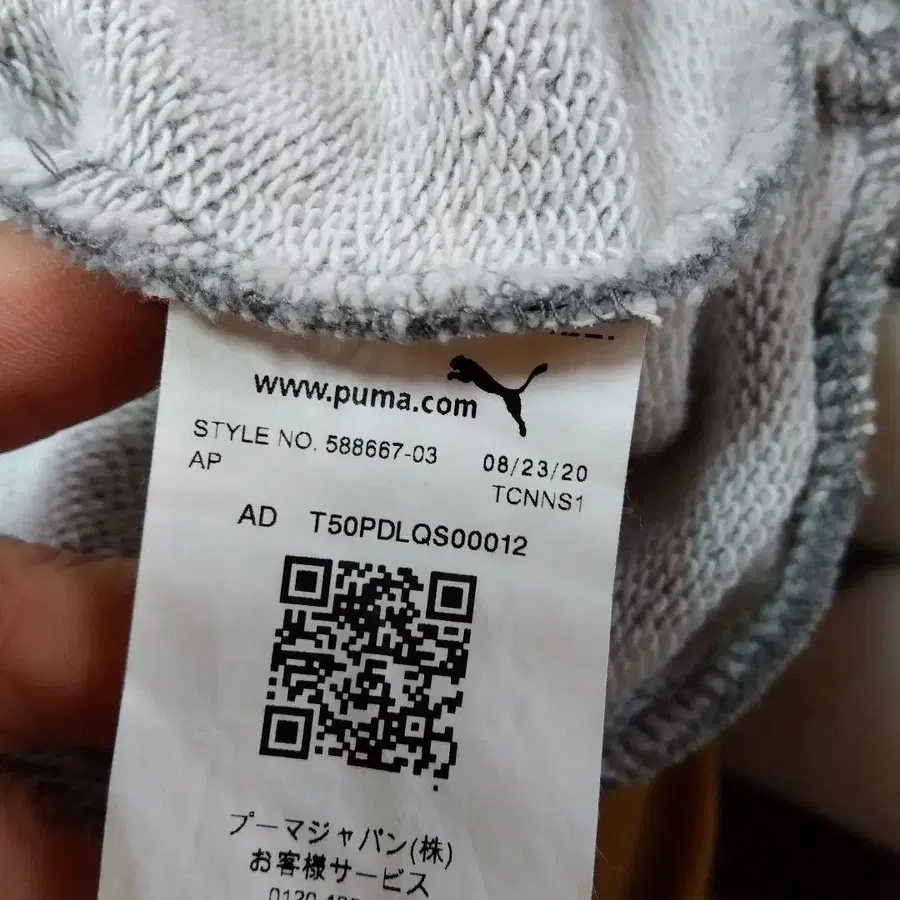 www.puma.com
STYLE NO. 588667-03 08/23/20
AP TCNNS1
AD T50PDLQS00012
プーマジャパン(株)
お客様サービス